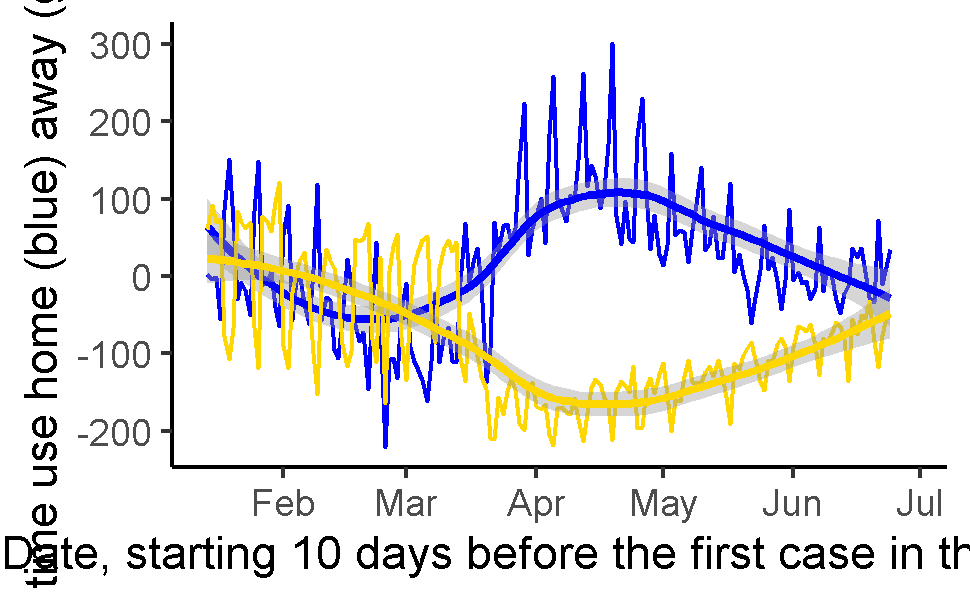 time use home (blue) away (
300
200
100
0
-100
-200
Feb Mar Apr May Jun Jul
Date, starting 10 days before the first case in th